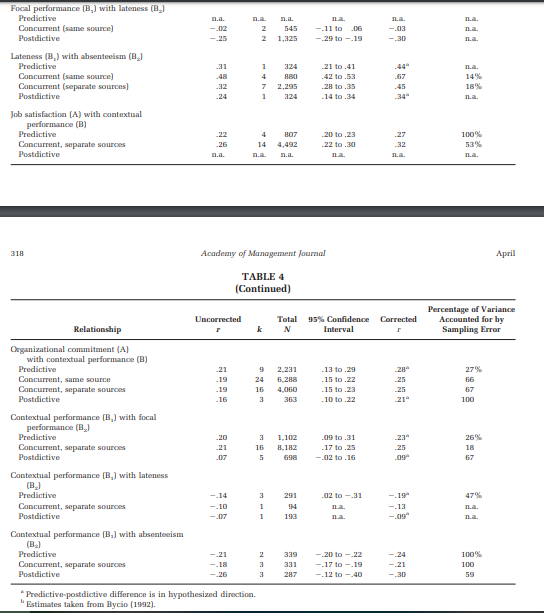 Focal performance (B₁) with lateness (B₂)
Predictive n.a. n.a. n.a. n.a. n.a. n.a.
Concurrent (same source) −.02 2 545 −.11 to .06 −.03 n.a.
Postdictive −.25 2 1,325 −.29 to −.19 −.30 n.a.
Lateness (B₁) with absenteeism (B₂)
Predictive .31 1 324 .21 to .41 .44ᵃ n.a.
Concurrent (same source) .48 4 880 .42 to .53 .67 14%
Concurrent (separate sources) .32 7 2,295 .28 to .35 .45 18%
Postdictive .24 1 324 .14 to .34 .34ᵃ n.a.
Job satisfaction (A) with contextual
performance (B)
Predictive .22 4 807 .20 to .23 .27 100%
Concurrent, separate sources .26 14 4,492 .22 to .30 .32 53%
Postdictive n.a. n.a. n.a. n.a. n.a. n.a.
318 Academy of Management Journal April
TABLE 4
(Continued)
Percentage of Variance
Uncorrected Total 95% Confidence Corrected Accounted for by
Relationship r k N Interval r Sampling Error
Organizational commitment (A)
with contextual performance (B)
Predictive .21 9 2,231 .13 to .29 .28ᵃ 27%
Concurrent, same source .19 24 6,288 .15 to .22 .25 66
Concurrent, separate sources .19 16 4,060 .15 to .23 .25 67
Postdictive .16 3 363 .10 to .22 .21ᵃ 100
Contextual performance (B₁) with focal
performance (B₂)
Predictive .20 3 1,102 .09 to .31 .23ᵃ 26%
Concurrent, separate sources .21 16 8,182 .17 to .25 .25 18
Postdictive .07 5 698 −.02 to .16 .09ᵃ 67
Contextual performance (B₁) with lateness
(B₂)
Predictive −.14 3 291 .02 to −.31 −.19ᵃ 47%
Concurrent, separate sources −.10 1 94 n.a. −.13 n.a.
Postdictive −.07 1 193 n.a. −.09ᵃ n.a.
Contextual performance (B₁) with absenteeism
(B₂)
Predictive −.21 2 339 −.20 to −.22 −.24 100%
Concurrent, separate sources −.18 3 331 −.17 to −.19 −.21 100
Postdictive −.26 3 287 −.12 to −.40 −.30 59
ᵃ Predictive-postdictive difference is in hypothesized direction.
ᵇ Estimates taken from Bycio (1992).